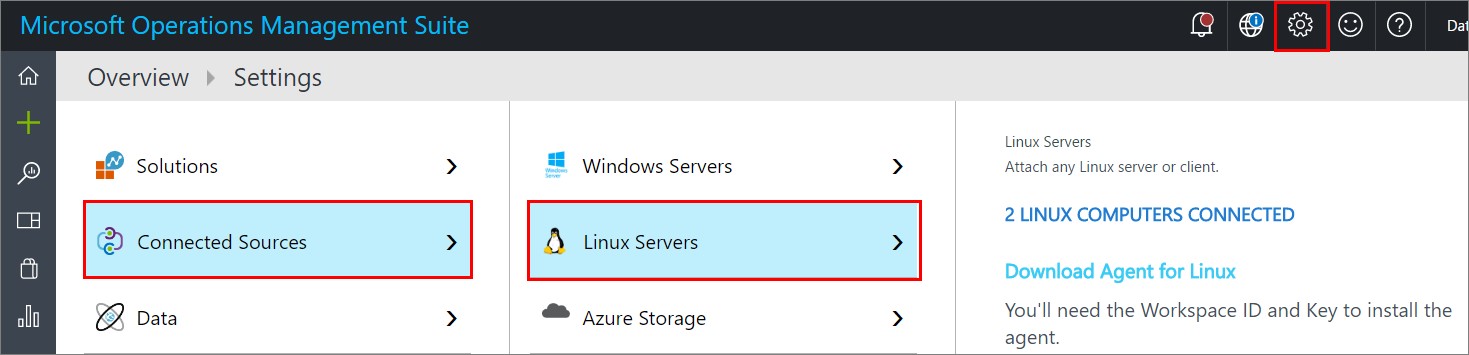 Microsoft Operations Management Suite
Dat
Overview Settings
Solutions
Connected Sources
Data
Windows Server
Windows Servers
Linux Servers
Azure Storage
Linux Servers
Attach any Linux server or client.
2 LINUX COMPUTERS CONNECTED
Download Agent for Linux
You'll need the Workspace ID and Key to install the
agent.